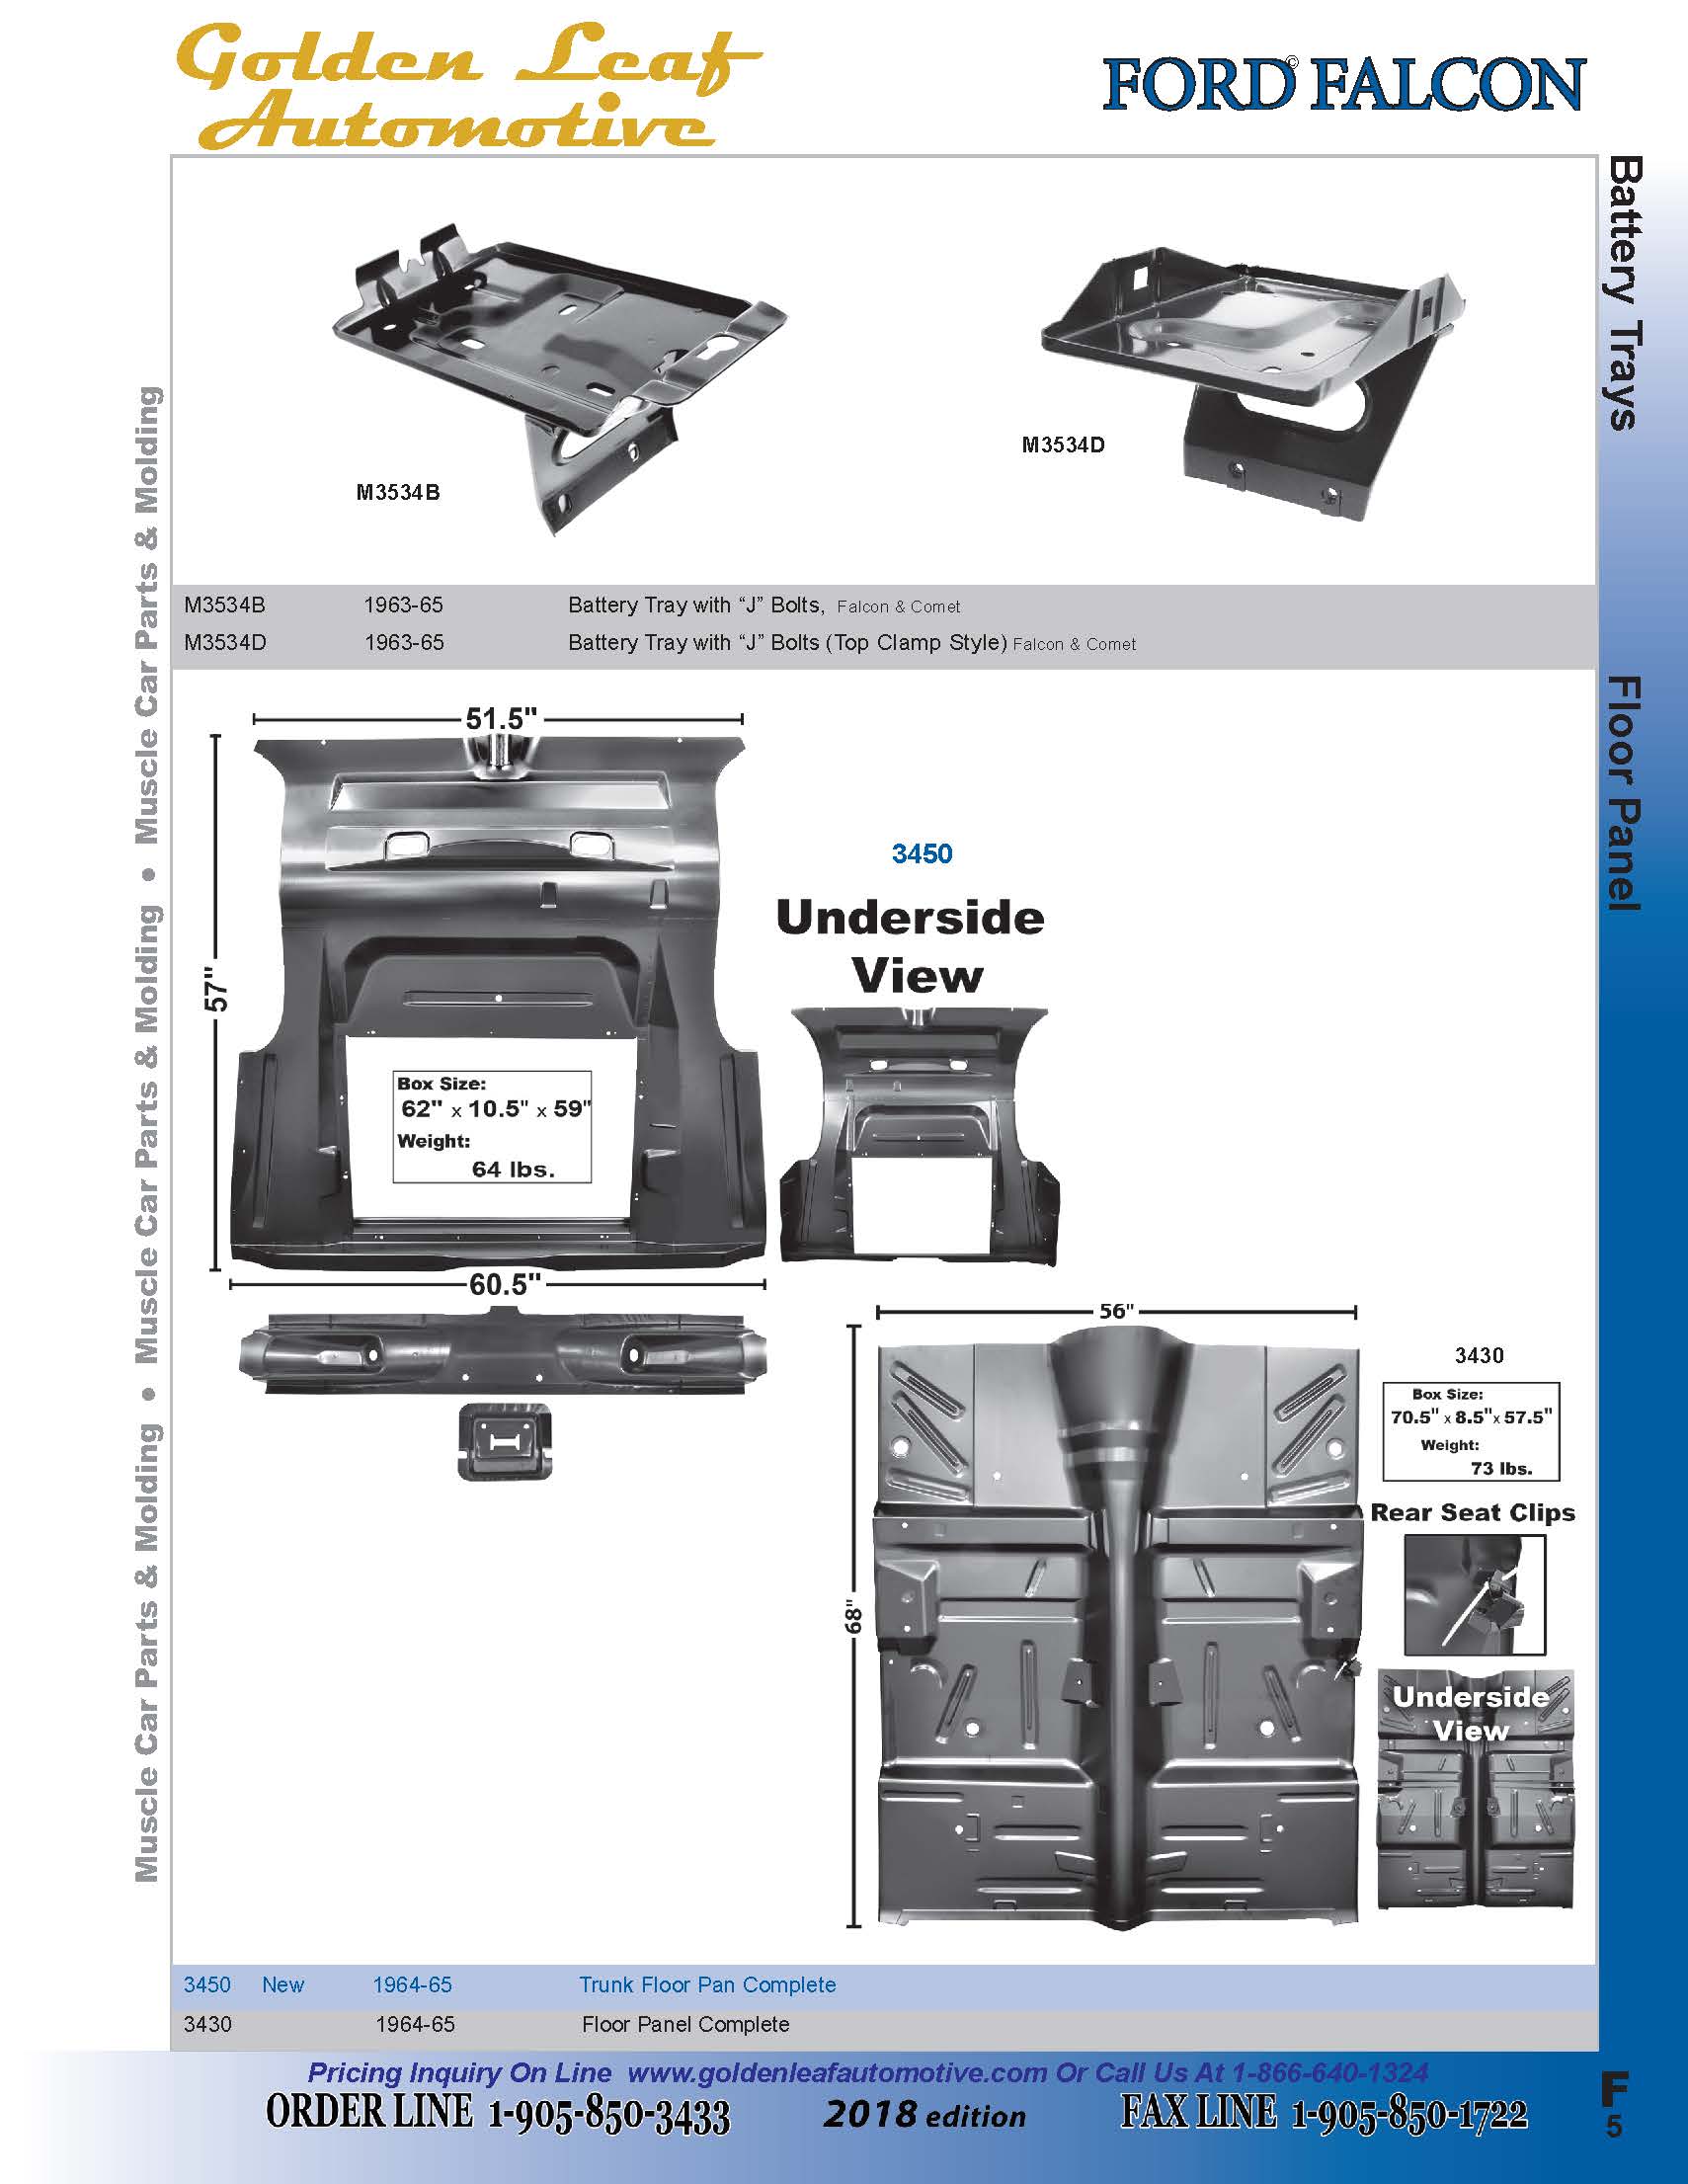 Golden Leaf
Automotive
FORD© FALCON
Battery Trays
Floor Panel
Muscle Car Parts & Molding • Muscle Car Parts & Molding • Muscle Car Parts & Molding
M3534B
M3534D
M3534B 1963-65 Battery Tray with “J” Bolts, Falcon & Comet
M3534D 1963-65 Battery Tray with “J” Bolts (Top Clamp Style) Falcon & Comet
51.5"
57"
3450
Underside
View
Box Size:
62" x 10.5" x 59"
Weight:
64 lbs.
60.5"
56"
68"
3430
Box Size:
70.5" x 8.5"x 57.5"
Weight:
73 lbs.
Rear Seat Clips
Underside
View
3450 New 1964-65 Trunk Floor Pan Complete
3430 1964-65 Floor Panel Complete
Pricing Inquiry On Line www.goldenleafautomotive.com Or Call Us At 1-866-640-1324
ORDER LINE 1-905-850-3433 2018 edition FAX LINE 1-905-850-1722
F
5